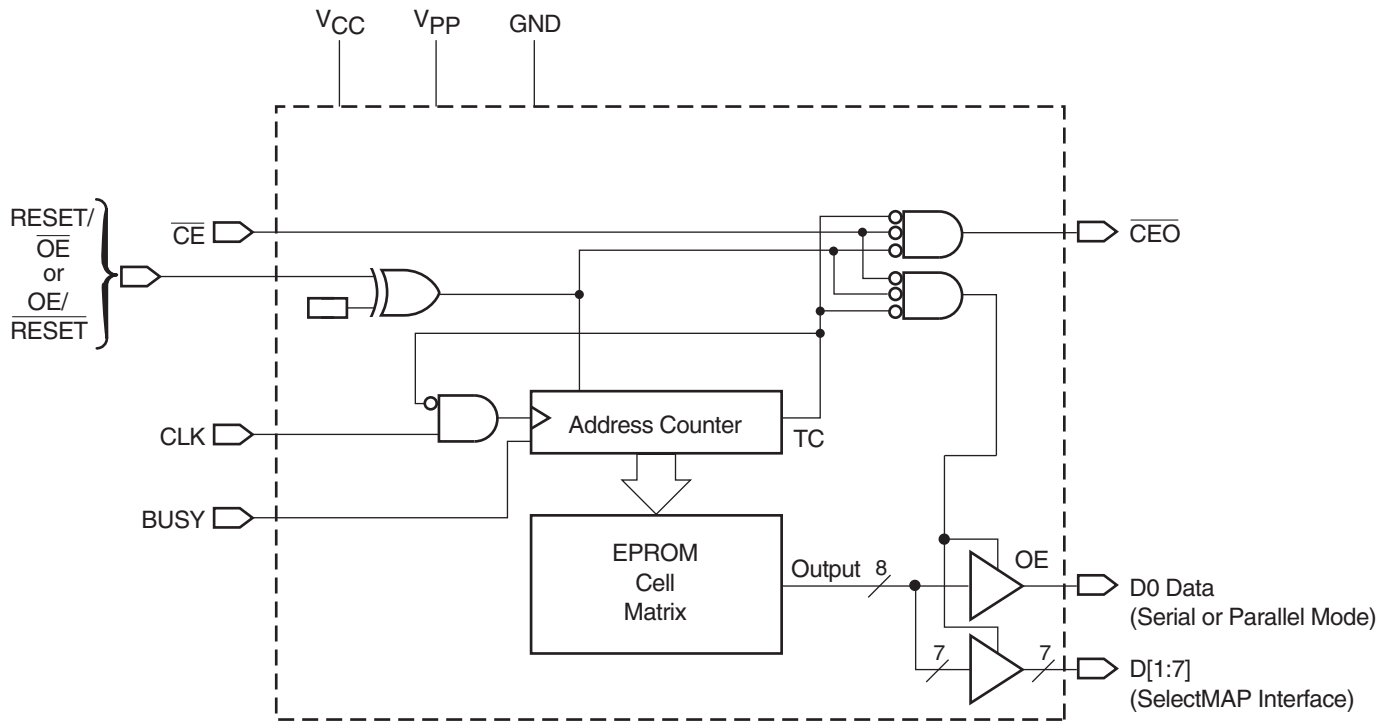 VCC
VPP
GND
RESET/
OE
or
OE/
RESET
CE
CEO
CLK
Address Counter
TC
BUSY
EPROM
Cell
Matrix
Output
8
OE
D0 Data
(Serial or Parallel Mode)
7
7
D[1:7]
(SelectMAP Interface)